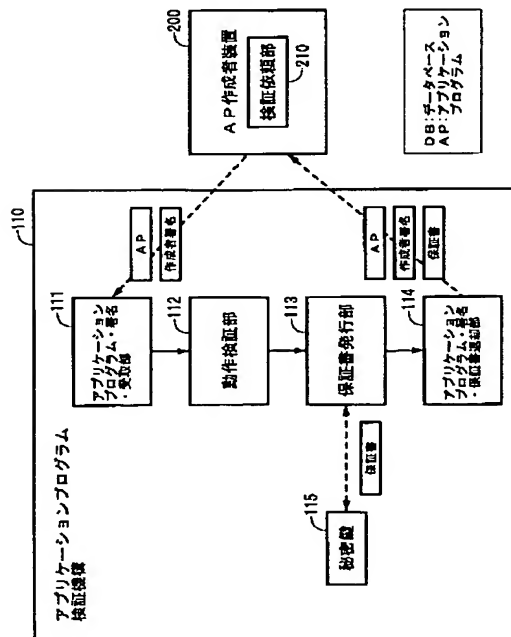 アプリケーションプログラム
検証機構
110
111
アプリケーション
プログラム・署名
・受取部
112
動作検証部
113
保証書発行部
114
アプリケーション
プログラム・署名・
保証書返却部
115
秘密鍵
保証書
AP
作成者署名
AP
作成者署名
保証書
200
AP作成者装置
検証依頼部
210
DB:データベース
AP:アプリケーション
プログラム